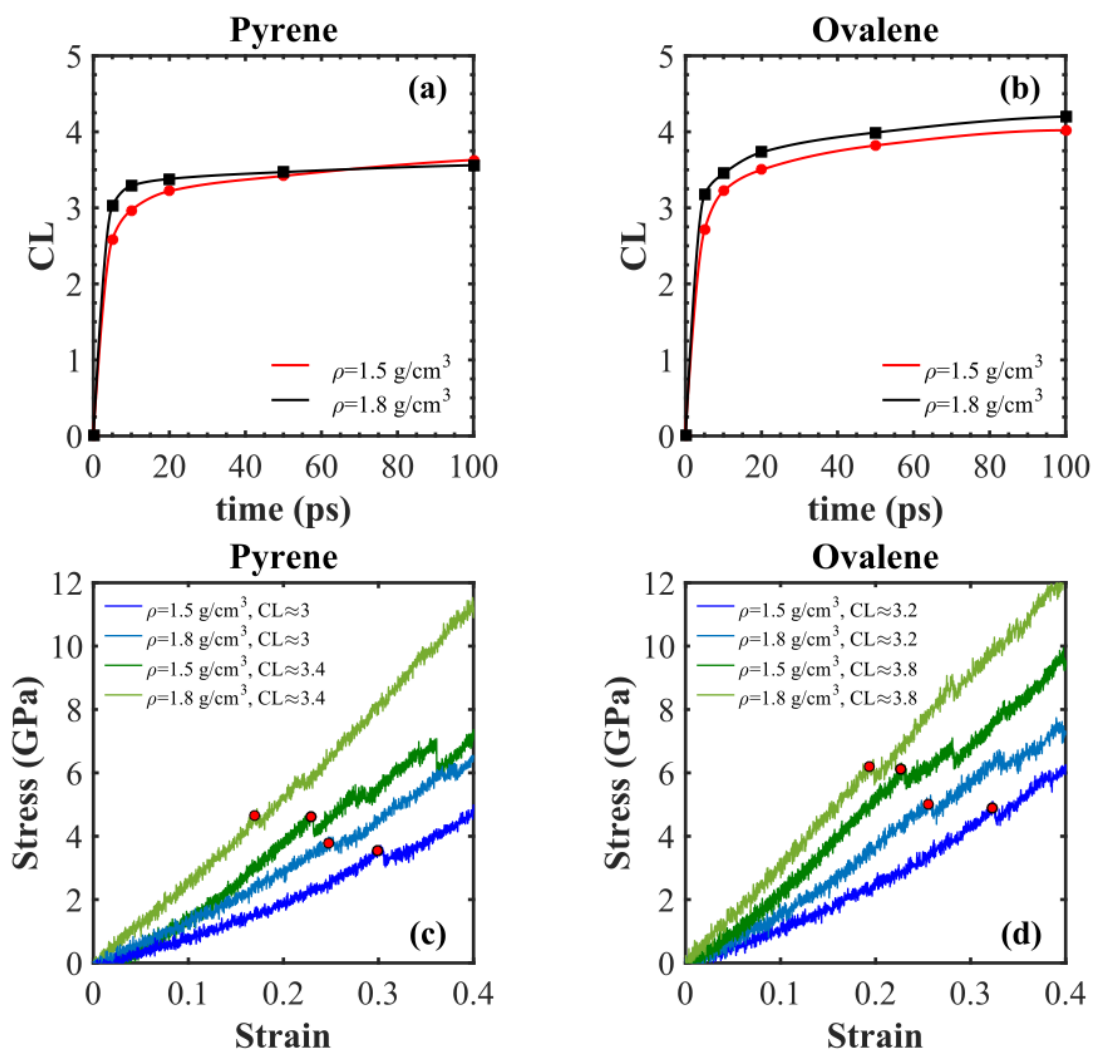 Pyrene
5
4
3
2
1
0
CL
(a)
ρ=1.5 g/cm³
ρ=1.8 g/cm³
0 20 40 60 80 100
time (ps)
Ovalene
5
4
3
2
1
0
CL
(b)
ρ=1.5 g/cm³
ρ=1.8 g/cm³
0 20 40 60 80 100
time (ps)
Pyrene
12
10
8
6
4
2
0
Stress (GPa)
ρ=1.5 g/cm³, CL≈3
ρ=1.8 g/cm³, CL≈3
ρ=1.5 g/cm³, CL≈3.4
ρ=1.8 g/cm³, CL≈3.4
(c)
0 0.1 0.2 0.3 0.4
Strain
Ovalene
12
10
8
6
4
2
0
Stress (GPa)
ρ=1.5 g/cm³, CL≈3.2
ρ=1.8 g/cm³, CL≈3.2
ρ=1.5 g/cm³, CL≈3.8
ρ=1.8 g/cm³, CL≈3.8
(d)
0 0.1 0.2 0.3 0.4
Strain